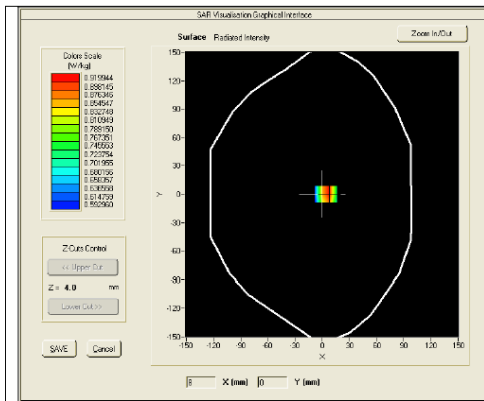 SAR Visualisation Graphical Interface
Surface Radiated Intensity
Zoom In/Out
Colors Scale
(W/kg)
0.919944
0.898145
0.876346
0.854547
0.832748
0.810949
0.789150
0.767351
0.745553
0.723754
0.701955
0.680156
0.658357
0.636558
0.614759
0.592960
150
120
90
60
30
0
-30
-60
-90
-120
-150
Y
-150 -120 -90 -60 -30 0 30 60 90 120 150
X
Z-Cuts Control
<< Upper Cut
Z = 4.0 mm
Lower Cut >>
SAVE Cancel
8 X (mm) 0 Y (mm)